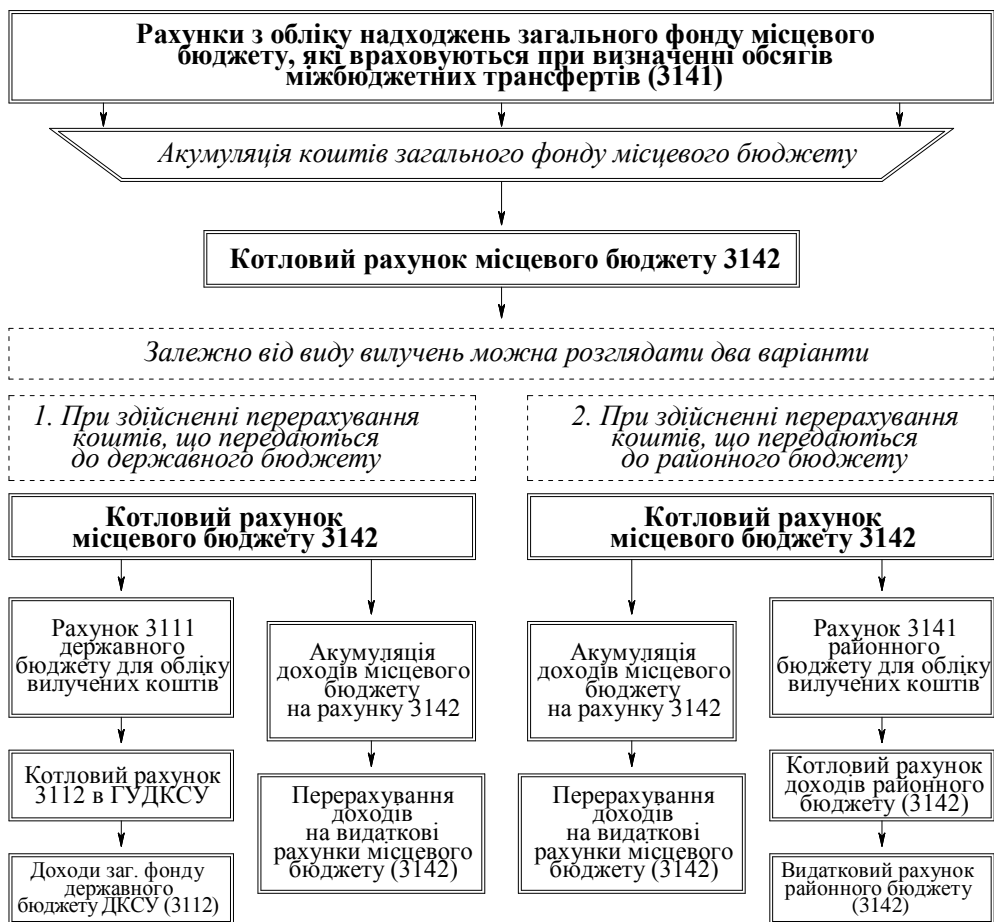 Рахунки з обліку надходжень загального фонду місцевого
бюджету, які враховуються при визначенні обсягів
міжбюджетних трансфертів (3141)
Акумуляція коштів загального фонду місцевого бюджету
Котловий рахунок місцевого бюджету 3142
Залежно від виду вилучень можна розглядати два варіанти
1. При здійсненні перерахування
коштів, що передаються
до державного бюджету
2. При здійсненні перерахування
коштів, що передаються
до районного бюджету
Котловий рахунок
місцевого бюджету 3142
Котловий рахунок
місцевого бюджету 3142
Рахунок 3111
державного
бюджету для обліку
вилучених коштів
Акумуляція
доходів місцевого
бюджету
на рахунку 3142
Акумуляція
доходів місцевого
бюджету
на рахунку 3142
Рахунок 3141
районного
бюджету для обліку
вилучених коштів
Котловий рахунок
3112 в ГУДКСУ
Перерахування
доходів
на видаткові
рахунки місцевого
бюджету (3142)
Перерахування
доходів
на видаткові
рахунки місцевого
бюджету (3142)
Котловий рахунок
доходів районного
бюджету (3142)
Доходи заг. фонду
державного
бюджету ДКСУ (3112)
Видатковий рахунок
районного бюджету
(3142)